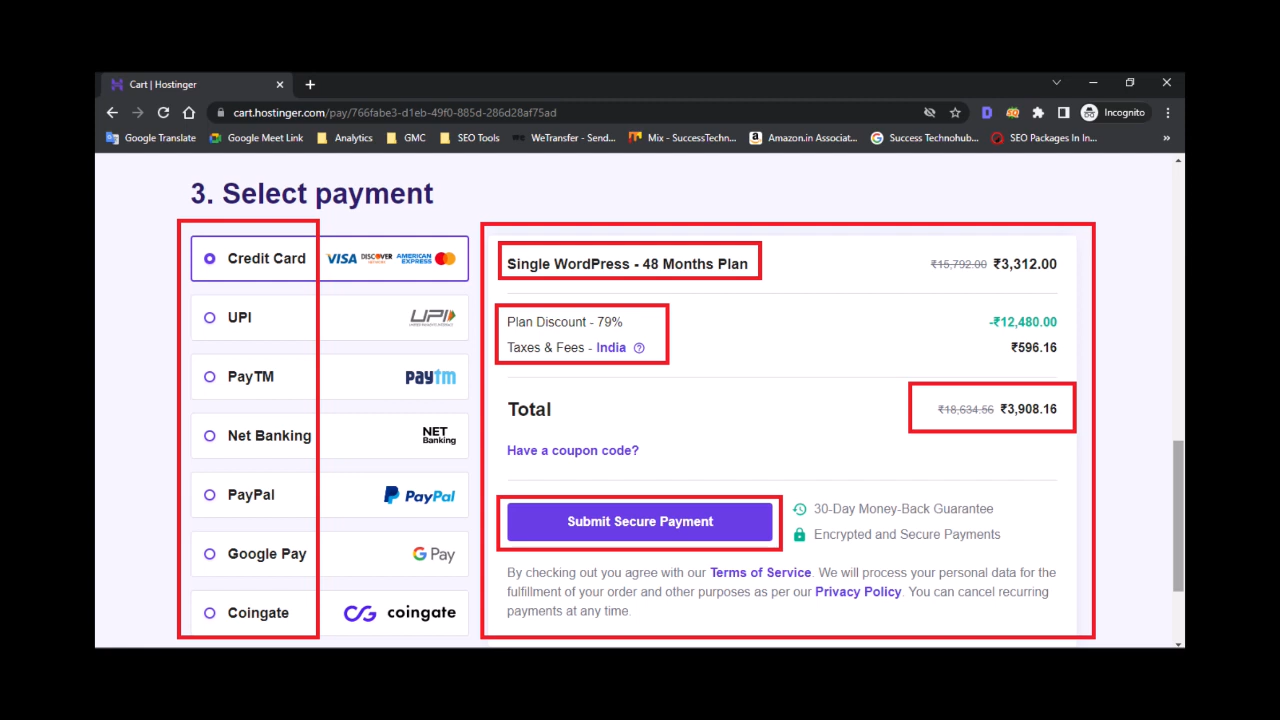 Cart | Hostinger
cart.hostinger.com/pay/766fabe3-d1eb-49f0-885d-286d28af75ad
Incognito
Google Translate
Google Meet Link
Analytics
GMC
SEO Tools
WeTransfer - Send...
Mix - SuccessTechn...
Amazon.in Associat...
Success Technohub...
SEO Packages In In...
»
3. Select payment
Credit Card VISA DISCOVER AMERICAN EXPRESS
UPI UPI
PayTM paytm
Net Banking NET Banking
PayPal PayPal
Google Pay G Pay
Coingate coingate
Single WordPress - 48 Months Plan ₹15,792.00 ₹3,312.00
Plan Discount - 79% -₹12,480.00
Taxes & Fees - India ₹596.16
Total ₹18,634.56 ₹3,908.16
Have a coupon code?
Submit Secure Payment
30-Day Money-Back Guarantee
Encrypted and Secure Payments
By checking out you agree with our Terms of Service. We will process your personal data for the
fulfillment of your order and other purposes as per our Privacy Policy. You can cancel recurring
payments at any time.